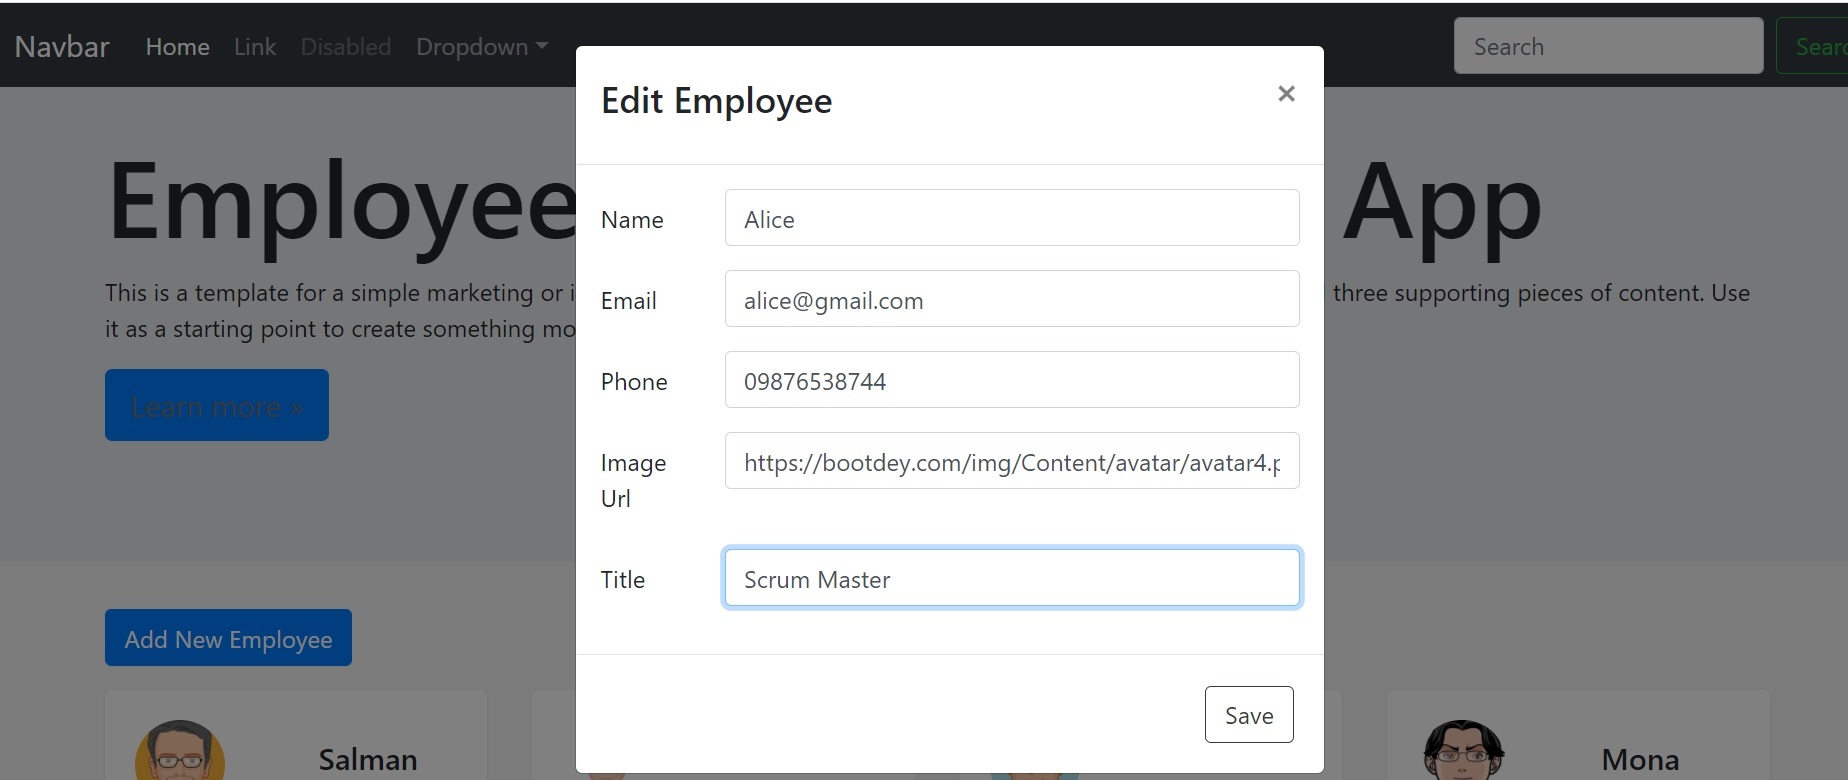 Navbar Home Link Disabled Dropdown Search
Edit Employee ×
Employee App
This is a template for a simple marketing or three supporting pieces of content. Use
it as a starting point to create something
Learn more »
Name Alice
Email alice@gmail.com
Phone 09876538744
Image Url https://bootdey.com/img/Content/avatar/avatar4.p
Title Scrum Master
Add New Employee
Save
Salman Mona